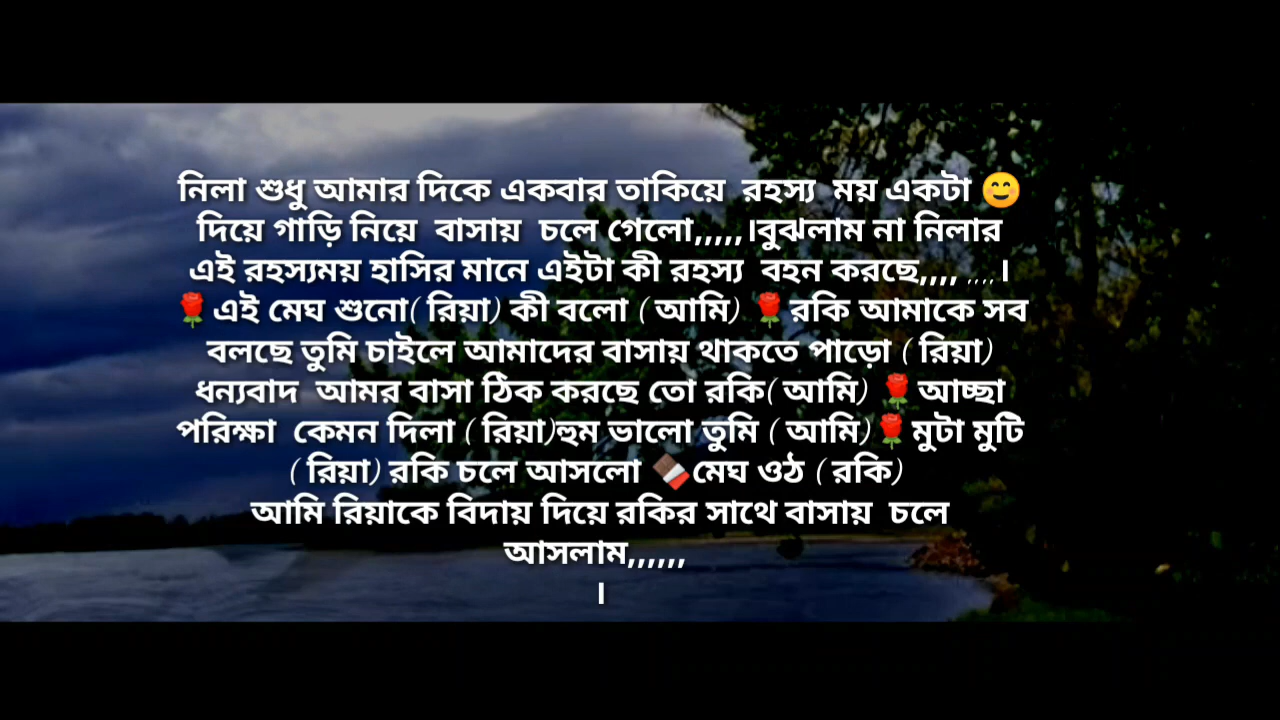 নিলা শুধু আমার দিকে একবার তাকিয়ে রহস্য ময় একটা 😊
দিয়ে গাড়ি নিয়ে বাসায় চলে গেলো,,,,,।বুঝলাম না নিলার
এই রহস্যময় হাসির মানে এইটা কী রহস্য বহন করছে,,,, ,,,,।
🌹এই মেঘ শুনো( রিয়া) কী বলো ( আমি) 🌹রকি আমাকে সব
বলছে তুমি চাইলে আমাদের বাসায় থাকতে পাড়ো ( রিয়া)
ধন্যবাদ আমর বাসা ঠিক করছে তো রকি( আমি) 🌹আচ্ছা
পরিক্ষা কেমন দিলা ( রিয়া)হুম ভালো তুমি ( আমি)🌹মুটা মুটি
( রিয়া) রকি চলে আসলো 🍫মেঘ ওঠ ( রকি)
আমি রিয়াকে বিদায় দিয়ে রকির সাথে বাসায় চলে
আসলাম,,,,,,
।